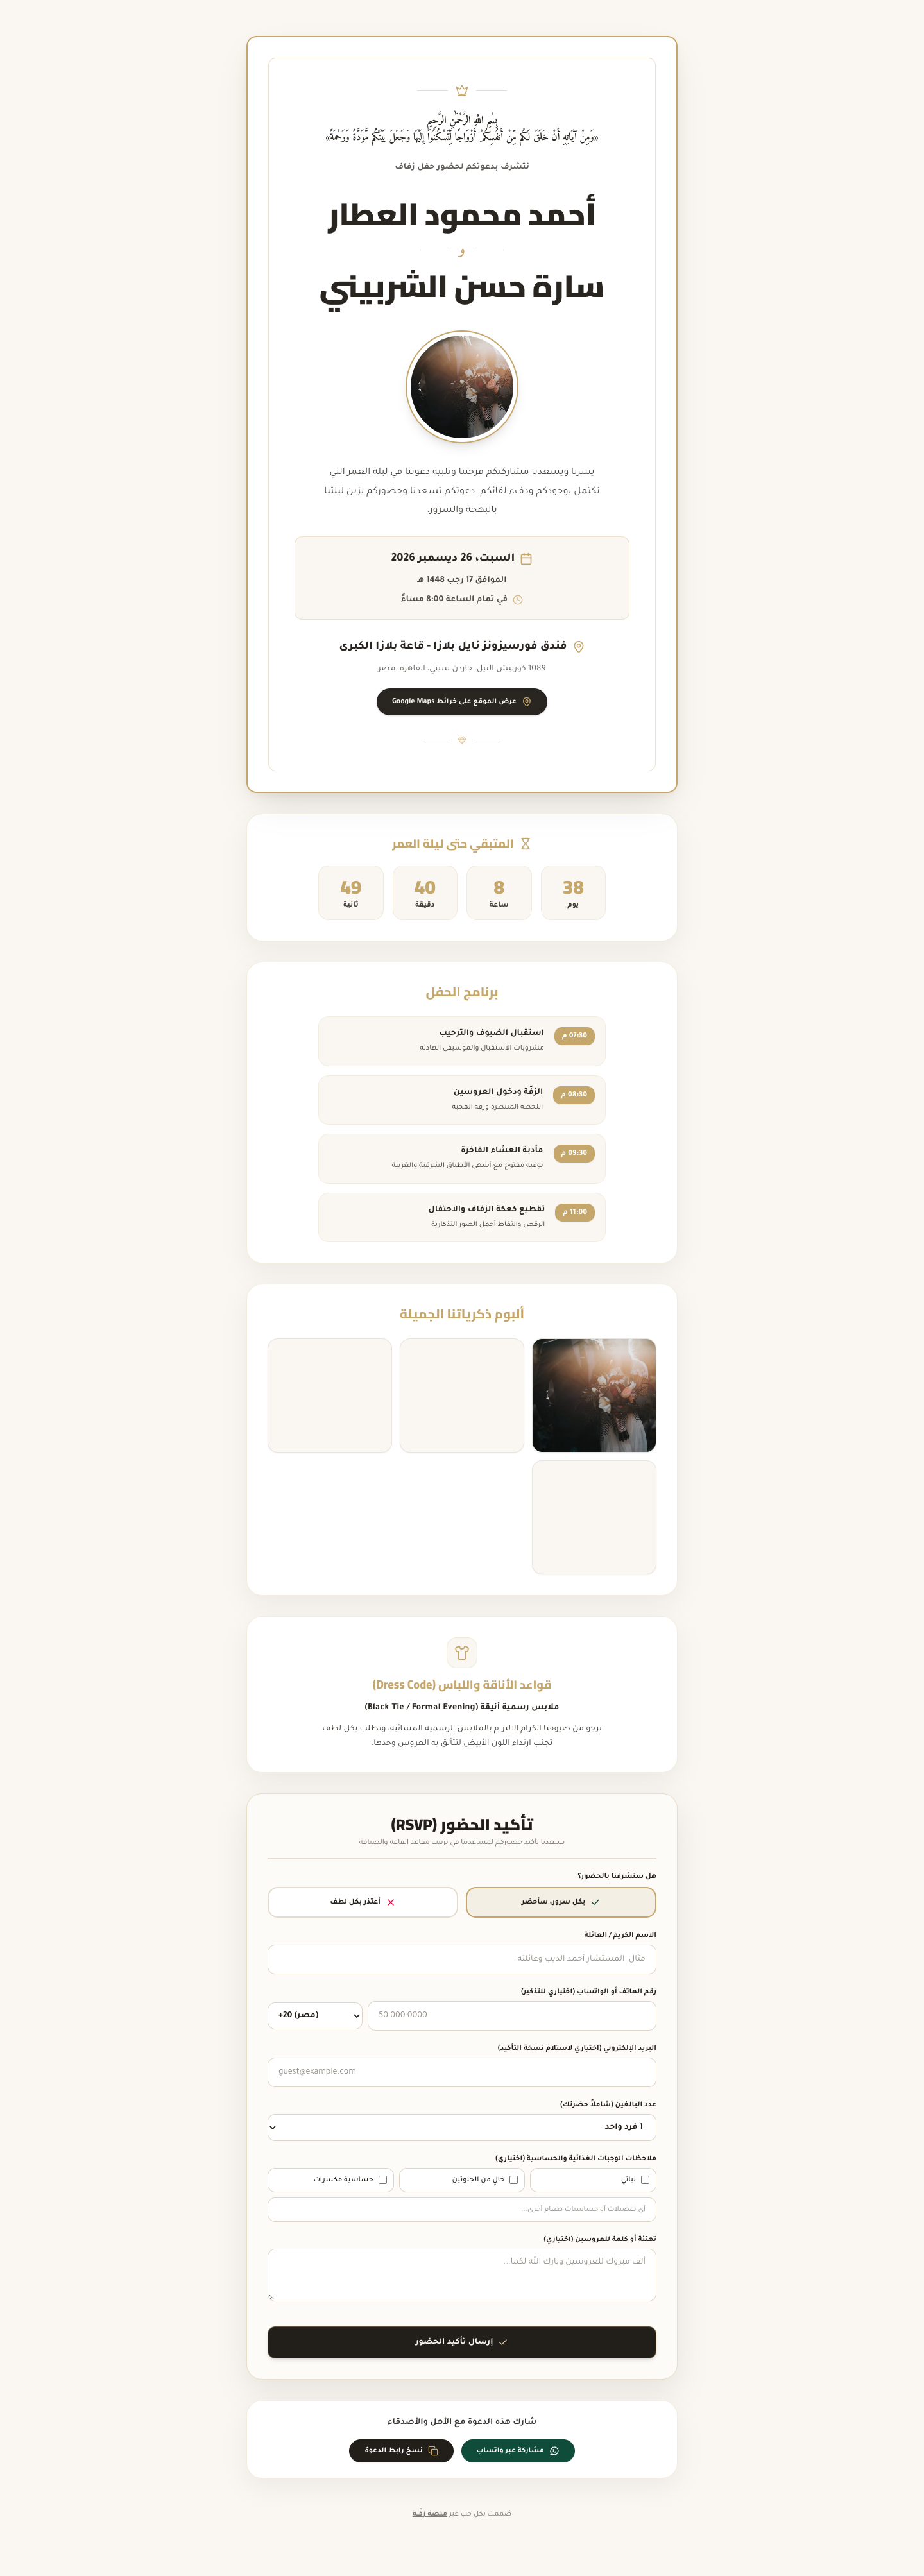 بِسْمِ اللَّهِ الرَّحْمَٰنِ الرَّحِيمِ
«وَمِنْ آيَاتِهِ أَنْ خَلَقَ لَكُم مِّنْ أَنفُسِكُمْ أَزْوَاجًا لِّتَسْكُنُوا إِلَيْهَا وَجَعَلَ بَيْنَكُم مَّوَدَّةً وَرَحْمَةً»
نتشرف بدعوتكم لحضور حفل زفاف
أحمد محمود العطار
و
سارة حسن الشربيني
يسرنا ويسعدنا مشاركتكم فرحتنا وتلبية دعوتنا في ليلة العمر التي
تكتمل بوجودكم ودفء لقائكم. دعوتكم تسعدنا وحضوركم يزين ليلتنا
بالبهجة والسرور.
السبت، 26 ديسمبر 2026
الموافق 17 رجب 1448 هـ
في تمام الساعة 8:00 مساءً
فندق فورسيزونز نايل بلازا - قاعة بلازا الكبرى
1089 كورنيش النيل، جاردن سيتي، القاهرة، مصر
عرض الموقع على خرائط Google Maps
المتبقي حتى ليلة العمر
38 8 40 49
يوم ساعة دقيقة ثانية
برنامج الحفل
07:30 م استقبال الضيوف والترحيب
مشروبات الاستقبال والموسيقى الهادئة
08:30 م الزفّة ودخول العروسين
اللحظة المنتظرة وزفة المحبة
09:30 م مأدبة العشاء الفاخرة
بوفيه مفتوح مع أشهى الأطباق الشرقية والغربية
11:00 م تقطيع كعكة الزفاف والاحتفال
الرقص والتقاط أجمل الصور التذكارية
ألبوم ذكرياتنا الجميلة
قواعد الأناقة واللباس (Dress Code)
ملابس رسمية أنيقة (Black Tie / Formal Evening)
نرجو من ضيوفنا الكرام الالتزام بالملابس الرسمية المسائية، ونطلب بكل لطف
تجنب ارتداء اللون الأبيض لتتألق به العروس وحدها.
تأكيد الحضور (RSVP)
يسعدنا تأكيد حضوركم لمساعدتنا في ترتيب مقاعد القاعة والضيافة
هل ستشرفنا بالحضور؟
بكل سرور، سأحضر أعتذر بكل لطف
الاسم الكريم / العائلة
مثال: المستشار أحمد الديب وعائلته
رقم الهاتف أو الواتساب (اختياري للتذكير)
50 000 0000 +20 (مصر)
البريد الإلكتروني (اختياري لاستلام نسخة التأكيد)
guest@example.com
عدد البالغين (شاملاً حضرتك)
1 فرد واحد
ملاحظات الوجبات الغذائية والحساسية (اختياري)
نباتي خالٍ من الجلوتين حساسية مكسرات
أي تفضيلات أو حساسيات طعام أخرى...
تهنئة أو كلمة للعروسين (اختياري)
ألف مبروك للعروسين وبارك الله لكما...
إرسال تأكيد الحضور
شارك هذه الدعوة مع الأهل والأصدقاء
مشاركة عبر واتساب نسخ رابط الدعوة
صُممت بكل حب عبر منصة زفّـة